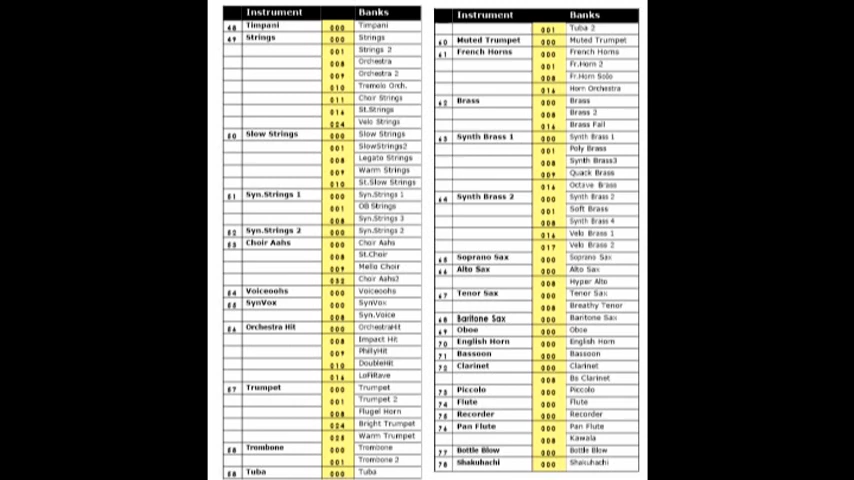 Instrument Banks
48 Timpani 000 Timpani
49 Strings 000 Strings
001 Strings 2
008 Orchestra
009 Orchestra 2
010 Tremolo Orch.
011 Choir Strings
016 St.Strings
024 Velo Strings
50 Slow Strings 000 Slow Strings
001 SlowStrings2
008 Legato Strings
009 Warm Strings
010 St.Slow Strings
51 Syn.Strings 1 000 Syn.Strings 1
001 OB Strings
008 Syn.Strings 3
52 Syn.Strings 2 000 Syn.Strings 2
53 Choir Aahs 000 Choir Aahs
008 St.Choir
009 Mello Choir
032 Choir Aahs2
54 Voiceoohs 000 Voiceoohs
55 SynVox 000 SynVox
008 Syn.Voice
56 Orchestra Hit 000 OrchestraHit
008 Impact Hit
009 PhillyHit
010 DoubleHit
016 LoFiRave
57 Trumpet 000 Trumpet
001 Trumpet 2
008 Flugel Horn
024 Bright Trumpet
025 Warm Trumpet
58 Trombone 000 Trombone
001 Trombone 2
58 Tuba 000 Tuba
Instrument Banks
001 Tuba 2
60 Muted Trumpet 000 Muted Trumpet
61 French Horns 000 French Horns
001 Fr.Horn 2
008 Fr.Horn Solo
016 Horn Orchestra
62 Brass 000 Brass
008 Brass 2
016 Brass Fall
63 Synth Brass 1 000 Synth Brass 1
001 Poly Brass
008 Synth Brass3
009 Quack Brass
016 Octave Brass
64 Synth Brass 2 000 Synth Brass 2
001 Soft Brass
008 Synth Brass 4
016 Velo Brass 1
017 Velo Brass 2
65 Soprano Sax 000 Soprano Sax
66 Alto Sax 000 Alto Sax
008 Hyper Alto
67 Tenor Sax 000 Tenor Sax
008 Breathy Tenor
68 Baritone Sax 000 Baritone Sax
69 Oboe 000 Oboe
70 English Horn 000 English Horn
71 Bassoon 000 Bassoon
72 Clarinet 000 Clarinet
008 Bs Clarinet
73 Piccolo 000 Piccolo
74 Flute 000 Flute
75 Recorder 000 Recorder
76 Pan Flute 000 Pan Flute
008 Kawala
77 Bottle Blow 000 Bottle Blow
78 Shakuhachi 000 Shakuhachi